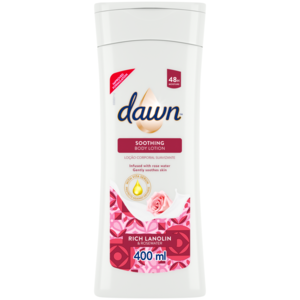 48hr
dawn
SOOTHING
BODY LOTION
LOÇÃO CORPORAL SUAVIZANTE
Infused with rose water
Gently soothes skin
RICH LANOLIN
& ROSEWATER
400 ml